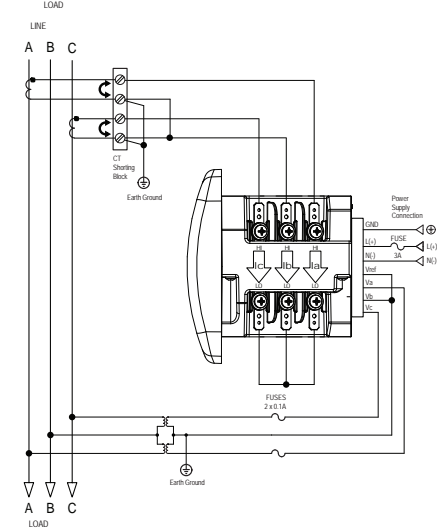 LOAD
LINE
A B C
CT
Shorting
Block
Earth Ground
Power
Supply
Connection
GND
L(+)
FUSE
L(+)
N(-)
3A
N(-)
Vref
Va
Vb
Vc
HI HI HI
Ic Ib Ia
LO LO LO
FUSES
2 x 0.1A
Earth Ground
A B C
LOAD